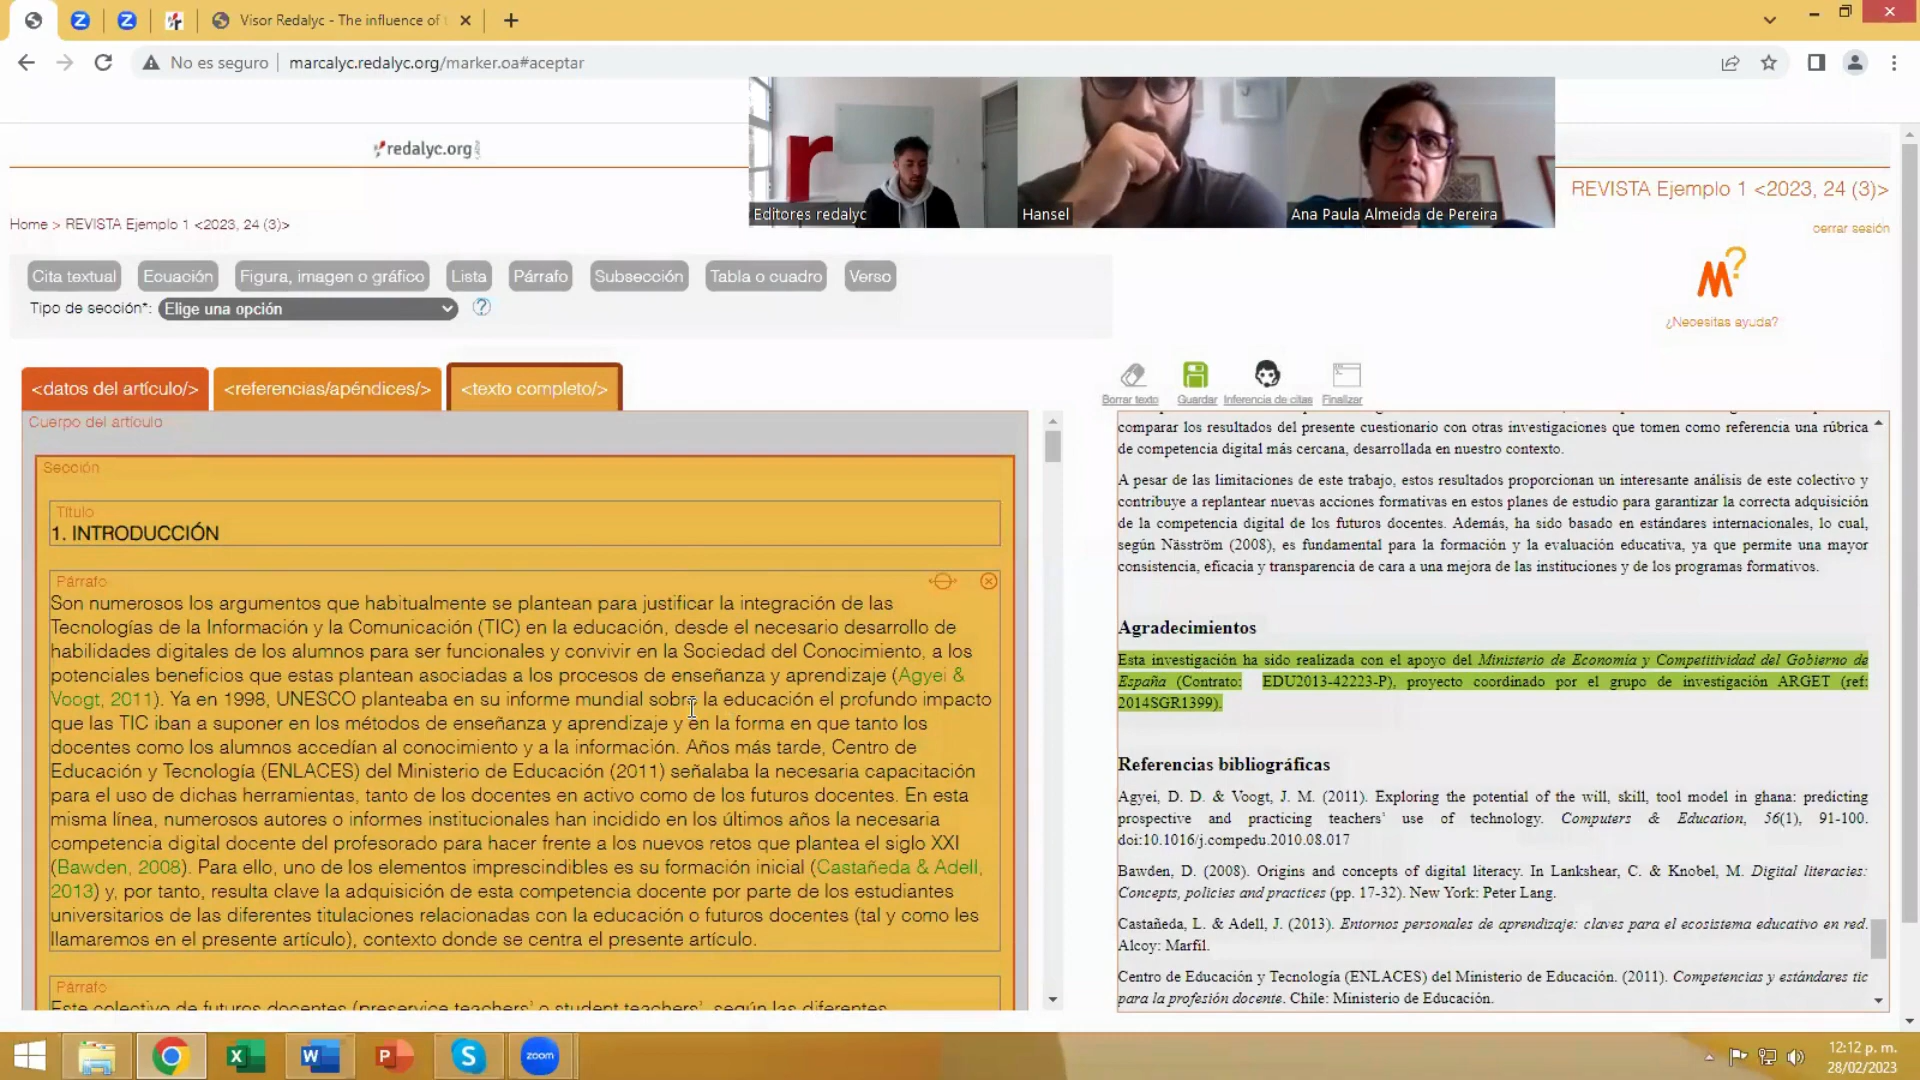 Visor Redalyc - The influence of
No es seguro
marcalyc.redalyc.org/marker.oa#aceptar
redalyc.org
Editores redalyc
Hansel
Ana Paula Almeida de Pereira
REVISTA Ejemplo 1 <2023, 24 (3)>
cerrar sesión
Home > REVISTA Ejemplo 1 <2023, 24 (3)>
Cita textual
Ecuación
Figura, imagen o gráfico
Lista
Párrafo
Subsección
Tabla o cuadro
Verso
Tipo de sección*:
Elige una opción
¿Necesitas ayuda?
<datos del artículo/>
<referencias/apéndices/>
<texto completo/>
Borrar texto
Guardar
Inferencia de citas
Finalizar
Cuerpo del artículo
Sección
Título
1. INTRODUCCIÓN
Párrafo
Son numerosos los argumentos que habitualmente se plantean para justificar la integración de las
Tecnologías de la Información y la Comunicación (TIC) en la educación, desde el necesario desarrollo de
habilidades digitales de los alumnos para ser funcionales y convivir en la Sociedad del Conocimiento, a los
potenciales beneficios que estas plantean asociadas a los procesos de enseñanza y aprendizaje (Agyei &
Voogt, 2011). Ya en 1998, UNESCO planteaba en su informe mundial sobre la educación el profundo impacto
que las TIC iban a suponer en los métodos de enseñanza y aprendizaje y en la forma en que tanto los
docentes como los alumnos accedían al conocimiento y a la información. Años más tarde, Centro de
Educación y Tecnología (ENLACES) del Ministerio de Educación (2011) señalaba la necesaria capacitación
para el uso de dichas herramientas, tanto de los docentes en activo como de los futuros docentes. En esta
misma línea, numerosos autores o informes institucionales han incidido en los últimos años la necesaria
competencia digital docente del profesorado para hacer frente a los nuevos retos que plantea el siglo XXI
(Bawden, 2008). Para ello, uno de los elementos imprescindibles es su formación inicial (Castañeda & Adell,
2013) y, por tanto, resulta clave la adquisición de esta competencia docente por parte de los estudiantes
universitarios de las diferentes titulaciones relacionadas con la educación o futuros docentes (tal y como les
llamaremos en el presente artículo), contexto donde se centra el presente artículo.
Párrafo
Este colectivo de futuros docentes (preservice teachers' o student teachers', según las diferentes
comparar los resultados del presente cuestionario con otras investigaciones que tomen como referencia una rúbrica
de competencia digital más cercana, desarrollada en nuestro contexto.
A pesar de las limitaciones de este trabajo, estos resultados proporcionan un interesante análisis de este colectivo y
contribuye a replantear nuevas acciones formativas en estos planes de estudio para garantizar la correcta adquisición
de la competencia digital de los futuros docentes. Además, ha sido basado en estándares internacionales, lo cual,
según Näsström (2008), es fundamental para la formación y la evaluación educativa, ya que permite una mayor
consistencia, eficacia y transparencia de cara a una mejora de las instituciones y de los programas formativos.
Agradecimientos
Esta investigación ha sido realizada con el apoyo del Ministerio de Economía y Competitividad del Gobierno de
España (Contrato: EDU2013-42223-P), proyecto coordinado por el grupo de investigación ARGET (ref:
2014SGR1399).
Referencias bibliográficas
Agyei, D. D. & Voogt, J. M. (2011). Exploring the potential of the will, skill, tool model in ghana: predicting
prospective and practicing teachers' use of technology. Computers & Education, 56(1), 91-100.
doi:10.1016/j.compedu.2010.08.017
Bawden, D. (2008). Origins and concepts of digital literacy. In Lankshear, C. & Knobel, M. Digital literacies:
Concepts, policies and practices (pp. 17-32). New York: Peter Lang.
Castañeda, L. & Adell, J. (2013). Entornos personales de aprendizaje: claves para el ecosistema educativo en red.
Alcoy: Marfil.
Centro de Educación y Tecnología (ENLACES) del Ministerio de Educación. (2011). Competencias y estándares tic
para la profesión docente. Chile: Ministerio de Educación.
zoom
12:12 p. m.
28/02/2023